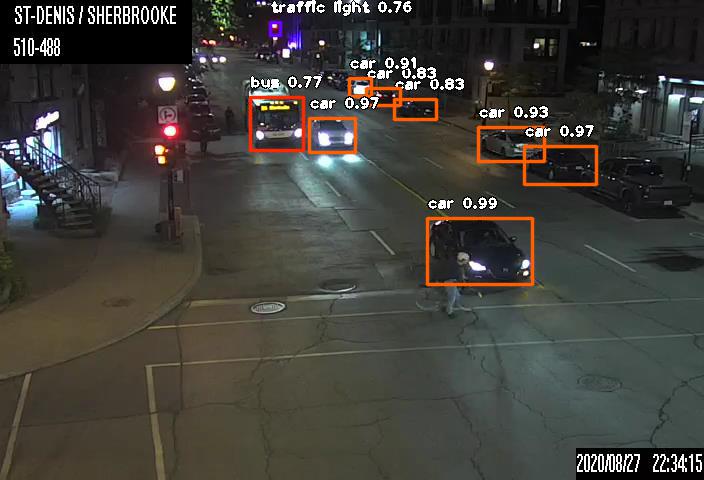 traffic light 0.76
ST-DENIS / SHERBROOKE
510-488
car 0.91
car 0.83
bus 0.77
car 0.83
car 0.97
car 0.93
car 0.97
car 0.99
2020/08/27 22:34:15